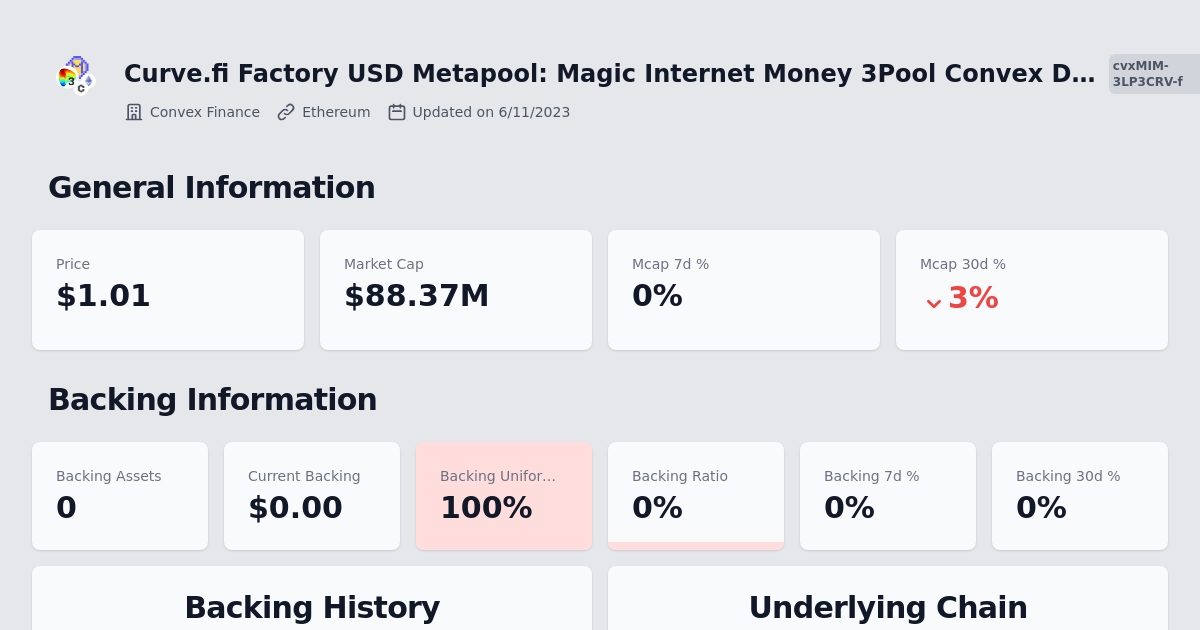 Curve.fi Factory USD Metapool: Magic Internet Money 3Pool Convex D...
cvxMIM-
3LP3CRV-f
Convex Finance Ethereum Updated on 6/11/2023
General Information
Price
$1.01
Market Cap
$88.37M
Mcap 7d %
0%
Mcap 30d %
3%
Backing Information
Backing Assets
0
Current Backing
$0.00
Backing Unifor...
100%
Backing Ratio
0%
Backing 7d %
0%
Backing 30d %
0%
Backing History
Underlying Chain